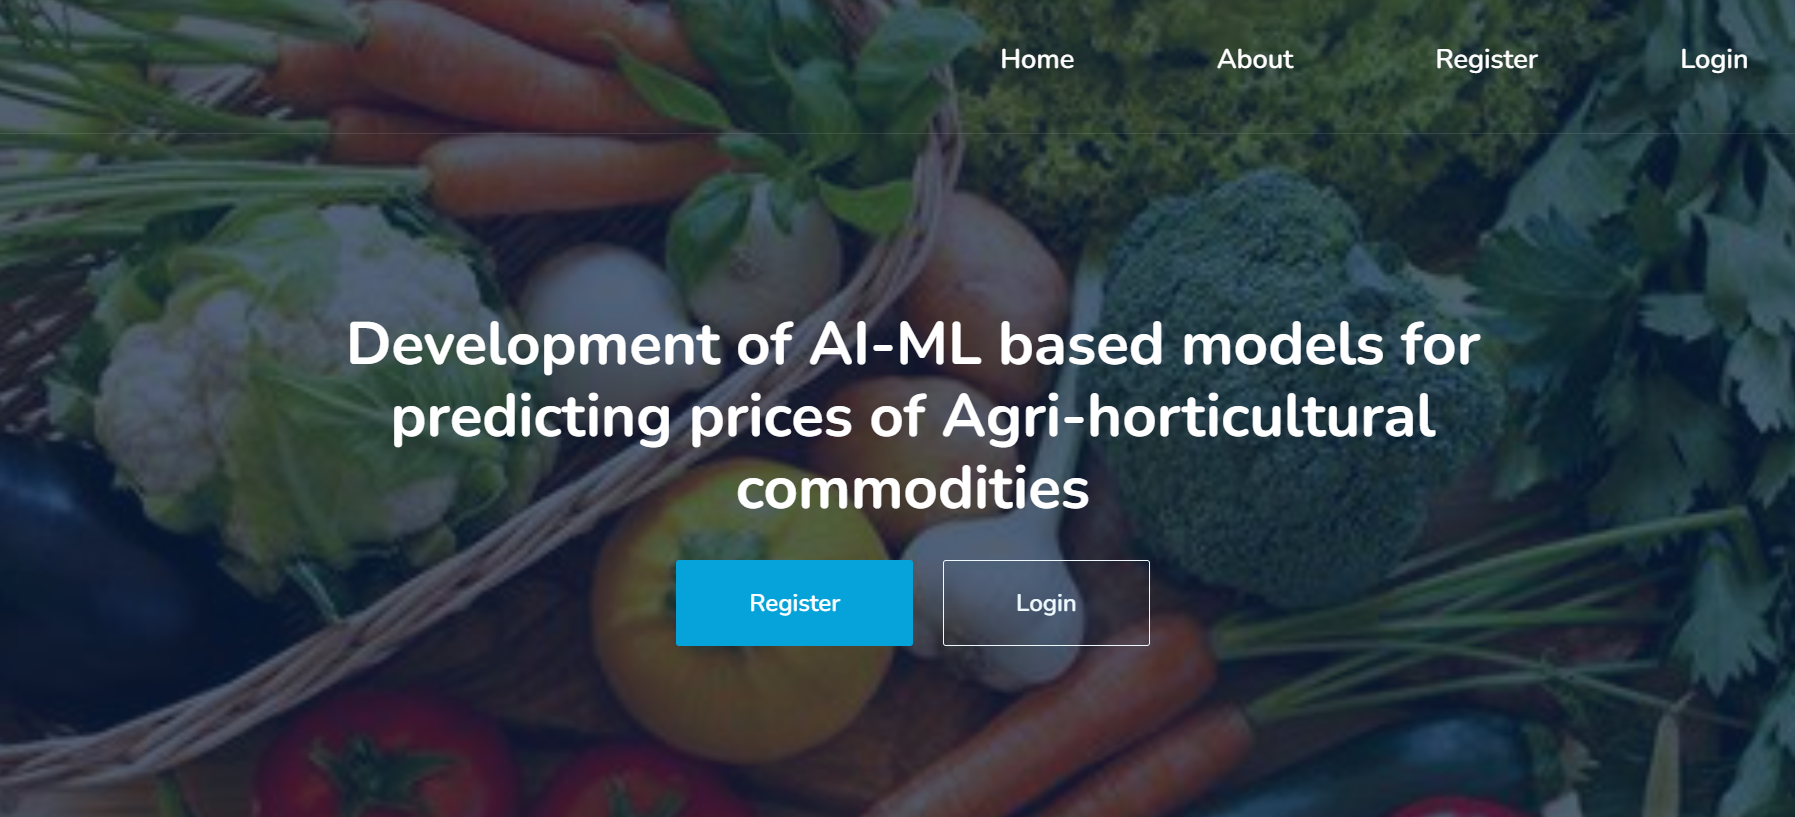 Home About Register Login
Development of AI-ML based models for
predicting prices of Agri-horticultural
commodities
Register Login